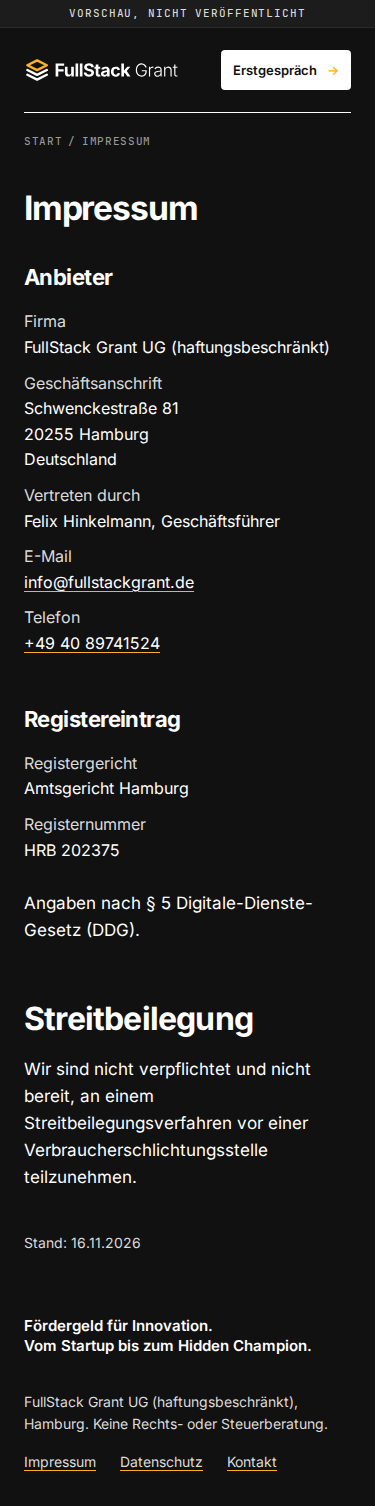 VORSCHAU, NICHT VERÖFFENTLICHT
FullStack Grant
Erstgespräch →
START / IMPRESSUM
Impressum
Anbieter
Firma
FullStack Grant UG (haftungsbeschränkt)
Geschäftsanschrift
Schwenckestraße 81
20255 Hamburg
Deutschland
Vertreten durch
Felix Hinkelmann, Geschäftsführer
E-Mail
info@fullstackgrant.de
Telefon
+49 40 89741524
Registereintrag
Registergericht
Amtsgericht Hamburg
Registernummer
HRB 202375
Angaben nach § 5 Digitale-Dienste-
Gesetz (DDG).
Streitbeilegung
Wir sind nicht verpflichtet und nicht
bereit, an einem
Streitbeilegungsverfahren vor einer
Verbraucherschlichtungsstelle
teilzunehmen.
Stand: 16.11.2026
Fördergeld für Innovation.
Vom Startup bis zum Hidden Champion.
FullStack Grant UG (haftungsbeschränkt),
Hamburg. Keine Rechts- oder Steuerberatung.
Impressum Datenschutz Kontakt